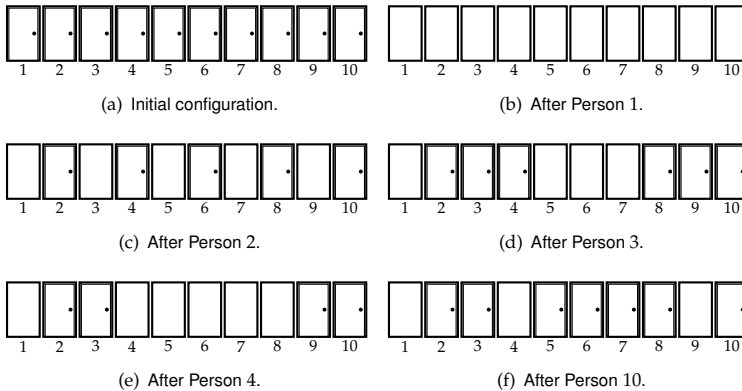 1 2 3 4 5 6 7 8 9 10
1 2 3 4 5 6 7 8 9 10
(a) Initial configuration.
(b) After Person 1.
1 2 3 4 5 6 7 8 9 10
1 2 3 4 5 6 7 8 9 10
(c) After Person 2.
(d) After Person 3.
1 2 3 4 5 6 7 8 9 10
1 2 3 4 5 6 7 8 9 10
(e) After Person 4.
(f) After Person 10.